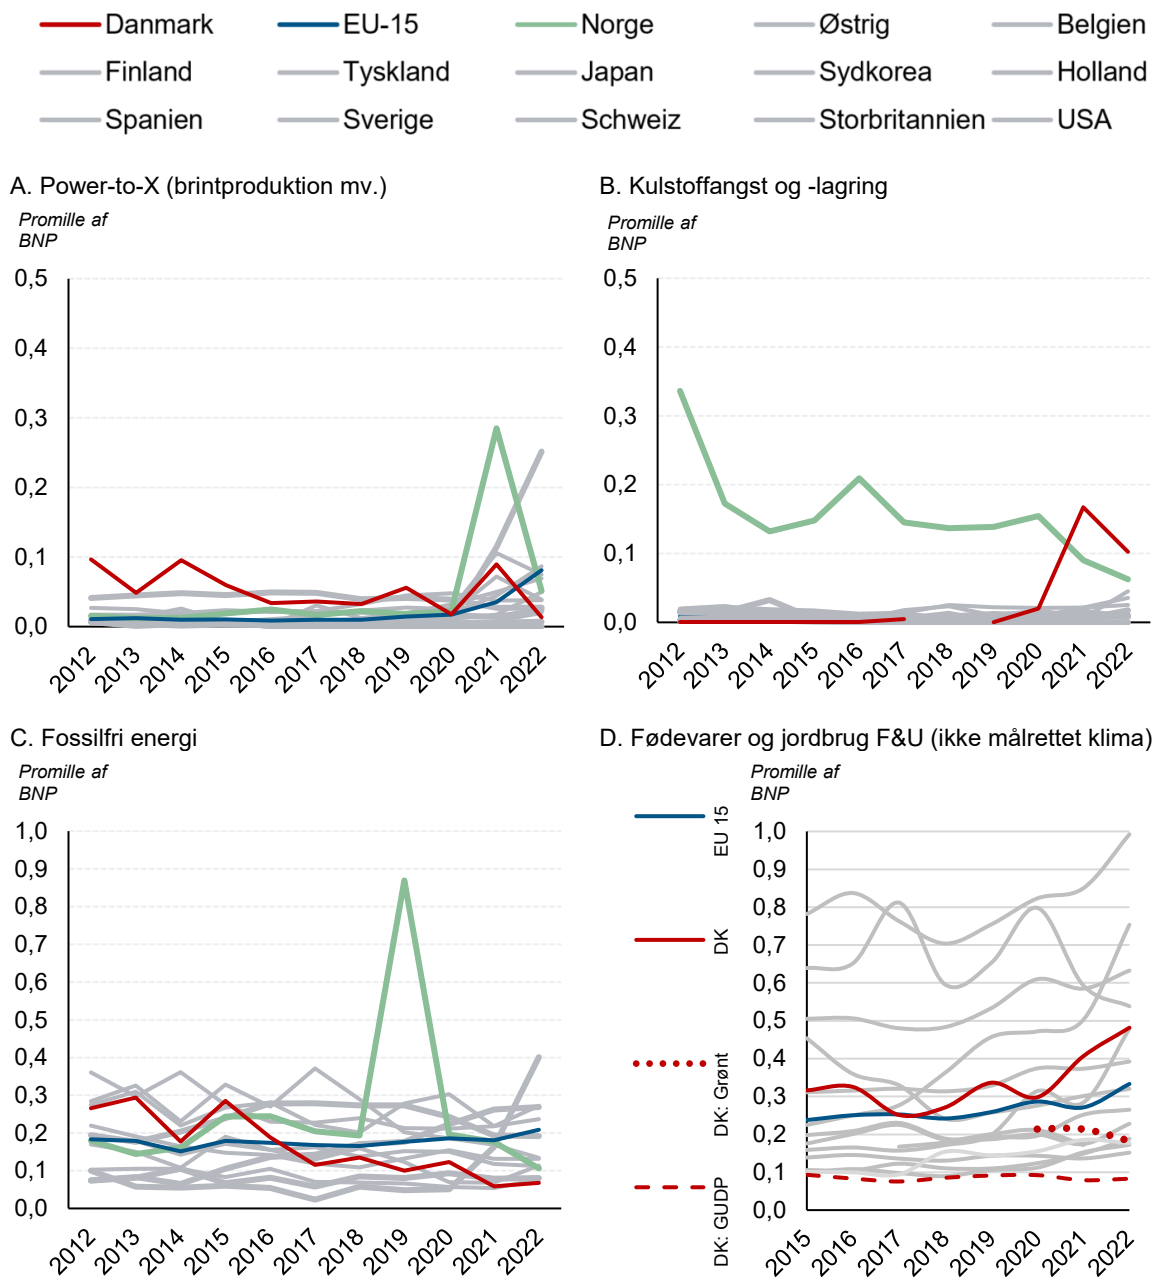 Danmark EU-15 Norge Østrig Belgien
Finland Tyskland Japan Sydkorea Holland
Spanien Sverige Schweiz Storbritannien USA
A. Power-to-X (brintproduktion mv.)
Promille af
BNP
0,5
0,4
0,3
0,2
0,1
0,0
2012 2013 2014 2015 2016 2017 2018 2019 2020 2021 2022
B. Kulstoffangst og -lagring
Promille af
BNP
0,5
0,4
0,3
0,2
0,1
0,0
2012 2013 2014 2015 2016 2017 2018 2019 2020 2021 2022
C. Fossilfri energi
Promille af
BNP
1,0
0,9
0,8
0,7
0,6
0,5
0,4
0,3
0,2
0,1
0,0
2012 2013 2014 2015 2016 2017 2018 2019 2020 2021 2022
D. Fødevarer og jordbrug F&U (ikke målrettet klima)
Promille af
BNP
EU 15
DK
DK: Grønt
DK: GUDP
1,0
0,9
0,8
0,7
0,6
0,5
0,4
0,3
0,2
0,1
0,0
2015 2016 2017 2018 2019 2020 2021 2022